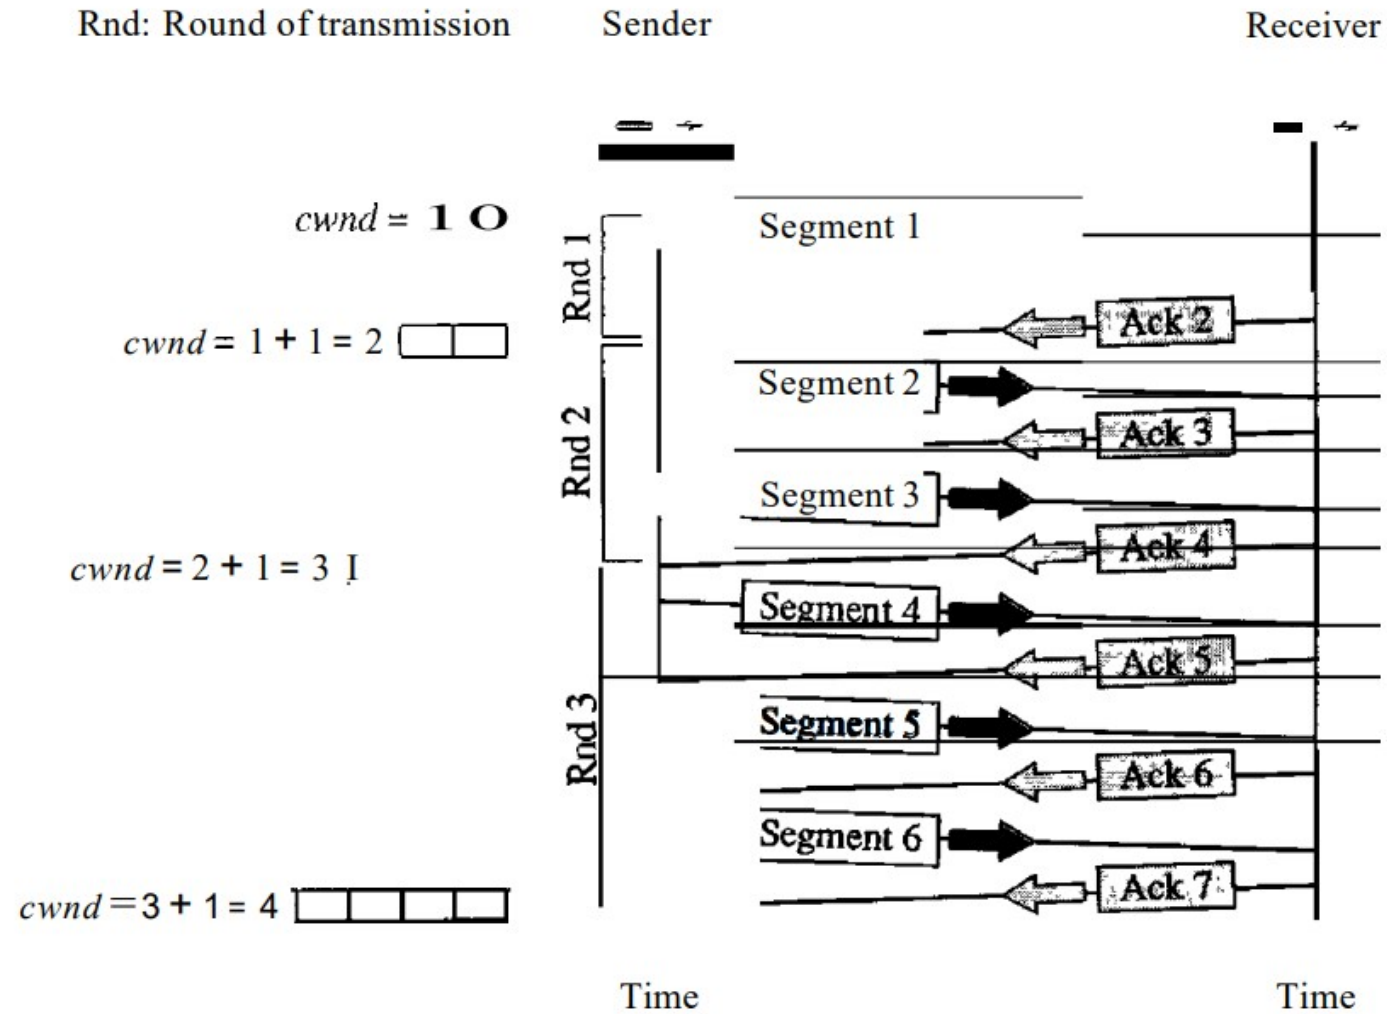 Rnd: Round of transmission
Sender
Receiver
cwnd = 1 O
Rnd 1
Segment 1
Ack 2
cwnd = 1 + 1 = 2
Segment 2
Rnd 2
Ack 3
Segment 3
Ack 4
cwnd = 2 + 1 = 3 I
Segment 4
Ack 5
Rnd 3
Segment 5
Ack 6
Segment 6
Ack 7
cwnd = 3 + 1 = 4
Time
Time